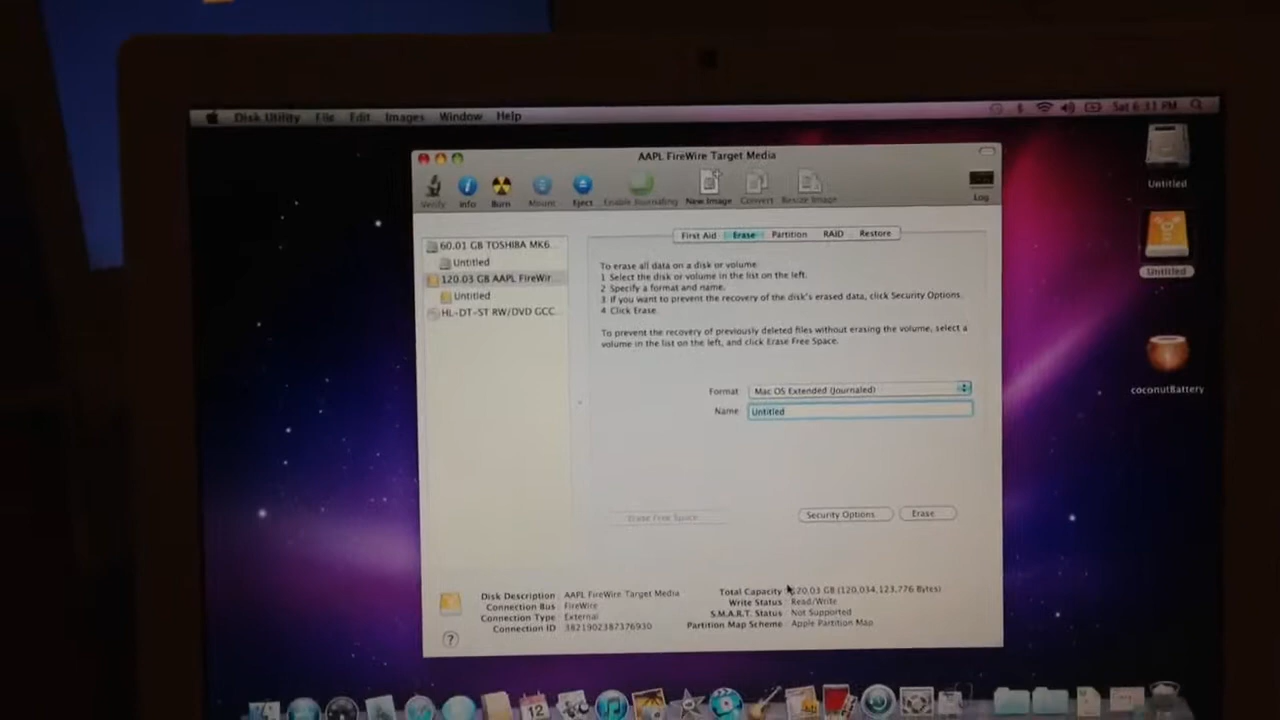 Disk Utility File Edit Images Window Help Sat 6:33 PM
AAPL FireWire Target Media
Verify Info Burn Mount Eject Enable Journaling New Image Convert Resize Image Log
60.01 GB TOSHIBA MK6...
Untitled
120.03 GB AAPL FireWir...
Untitled
HL-DT-ST RW/DVD GCC...
First Aid Erase Partition RAID Restore
To erase all data on a disk or volume:
1 Select the disk or volume in the list on the left.
2 Specify a format and name.
3 If you want to prevent the recovery of the disk's erased data, click Security Options.
4 Click Erase.
To prevent the recovery of previously deleted files without erasing the volume, select a
volume in the list on the left, and click Erase Free Space.
Format Mac OS Extended (Journaled)
Name Untitled
Erase Free Space Security Options Erase
Disk Description : AAPL FireWire Target Media
Connection Bus : FireWire
Connection Type : External
Connection ID : 3821902387376930
Total Capacity : 120.03 GB (120,034,123,776 Bytes)
Write Status : Read/Write
S.M.A.R.T. Status : Not Supported
Partition Map Scheme : Apple Partition Map
?
Untitled
Untitled
coconutBattery
12